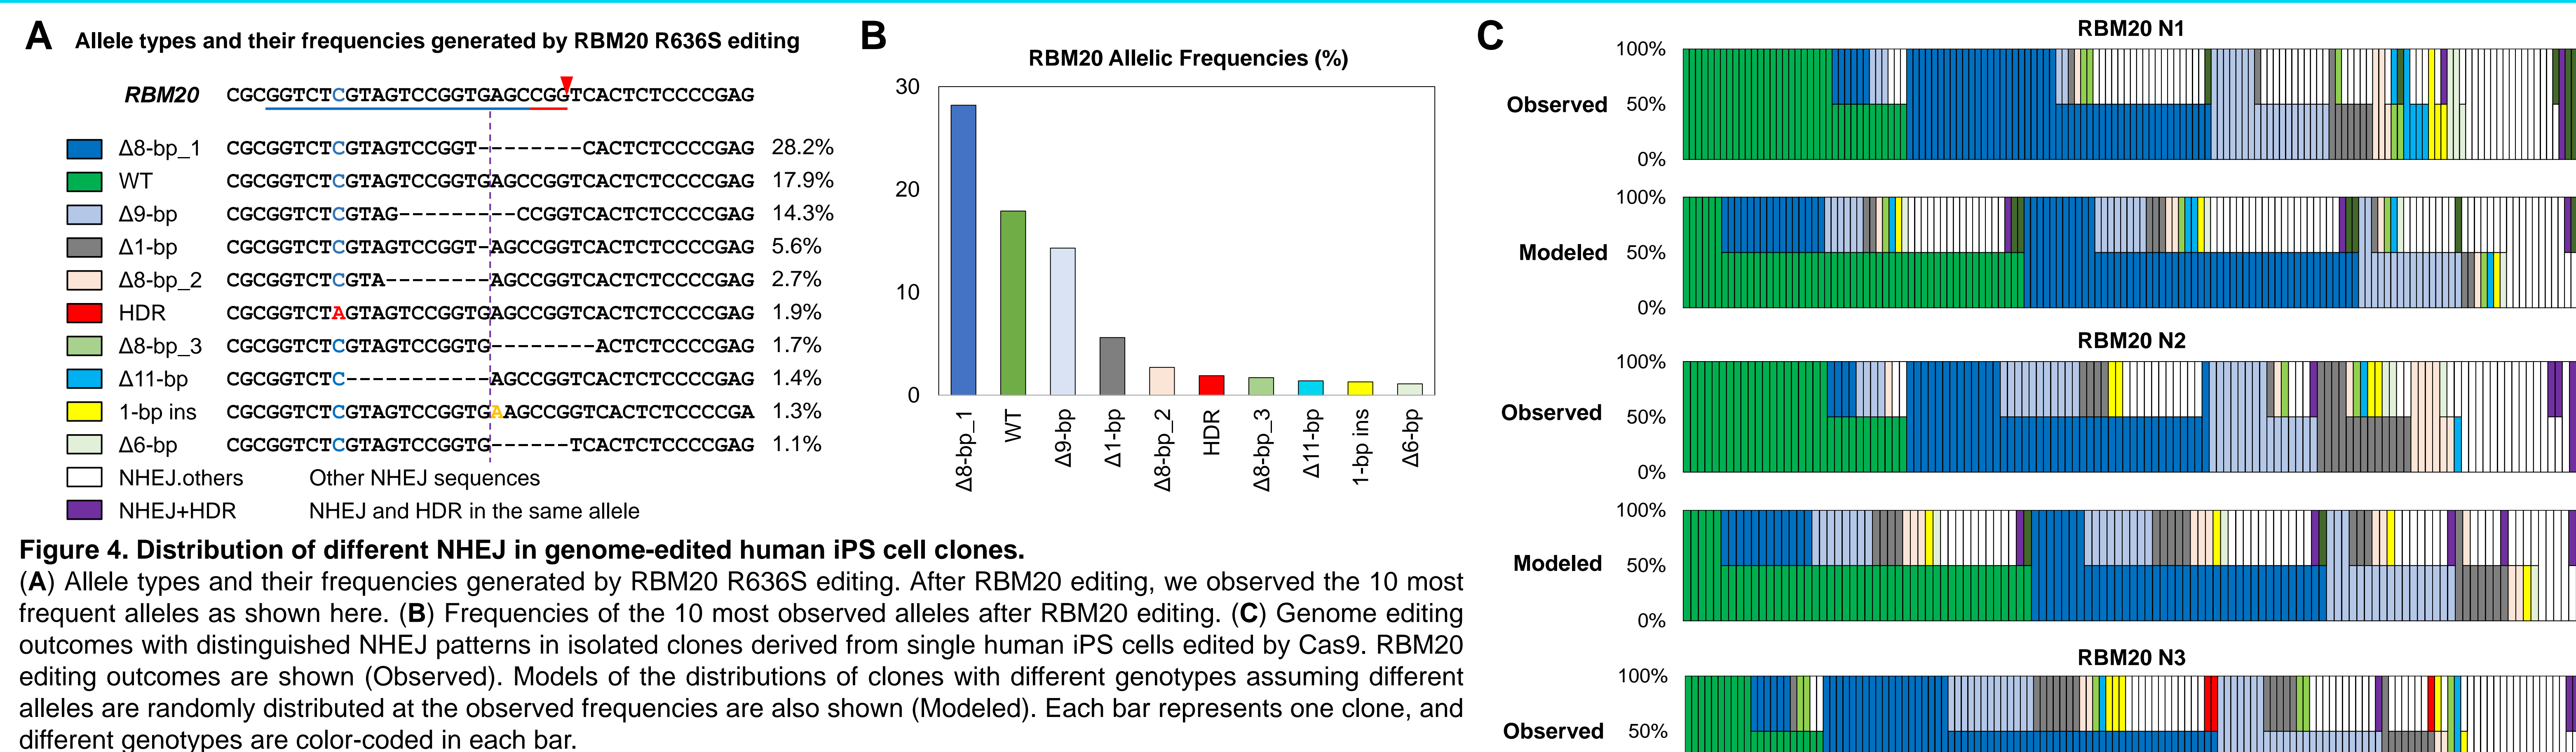 A
Allele types and their frequencies generated by RBM20 R636S editing
RBM20 CGCGGTCTCGTAGTCCGGTGAGCCGGTCACTCTCCCCGAG
Δ8-bp_1 CGCGGTCTCGTAGTCCGGT--------CACTCTCCCCGAG 28.2%
WT CGCGGTCTCGTAGTCCGGTGAGCCGGTCACTCTCCCCGAG 17.9%
Δ9-bp CGCGGTCTCGTAG---------CCGGTCACTCTCCCCGAG 14.3%
Δ1-bp CGCGGTCTCGTAGTCCGGT-AGCCGGTCACTCTCCCCGAG 5.6%
Δ8-bp_2 CGCGGTCTCGTA--------AGCCGGTCACTCTCCCCGAG 2.7%
HDR CGCGGTCTAGTAGTCCGGTGAGCCGGTCACTCTCCCCGAG 1.9%
Δ8-bp_3 CGCGGTCTCGTAGTCCGGTG--------ACTCTCCCCGAG 1.7%
Δ11-bp CGCGGTCTC-----------AGCCGGTCACTCTCCCCGAG 1.4%
1-bp ins CGCGGTCTCGTAGTCCGGTGAAGCCGGTCACTCTCCCCGA 1.3%
Δ6-bp CGCGGTCTCGTAGTCCGGTG------TCACTCTCCCCGAG 1.1%
NHEJ.others Other NHEJ sequences
NHEJ+HDR NHEJ and HDR in the same allele
B
RBM20 Allelic Frequencies (%)
30
20
10
0
Δ8-bp_1
WT
Δ9-bp
Δ1-bp
Δ8-bp_2
HDR
Δ8-bp_3
Δ11-bp
1-bp ins
Δ6-bp
C
RBM20 N1
100%
Observed 50%
0%
100%
Modeled 50%
0%
RBM20 N2
100%
Observed 50%
0%
100%
Modeled 50%
0%
RBM20 N3
100%
Observed 50%
Figure 4. Distribution of different NHEJ in genome-edited human iPS cell clones.
(A) Allele types and their frequencies generated by RBM20 R636S editing. After RBM20 editing, we observed the 10 most
frequent alleles as shown here. (B) Frequencies of the 10 most observed alleles after RBM20 editing. (C) Genome editing
outcomes with distinguished NHEJ patterns in isolated clones derived from single human iPS cells edited by Cas9. RBM20
editing outcomes are shown (Observed). Models of the distributions of clones with different genotypes assuming different
alleles are randomly distributed at the observed frequencies are also shown (Modeled). Each bar represents one clone, and
different genotypes are color-coded in each bar.